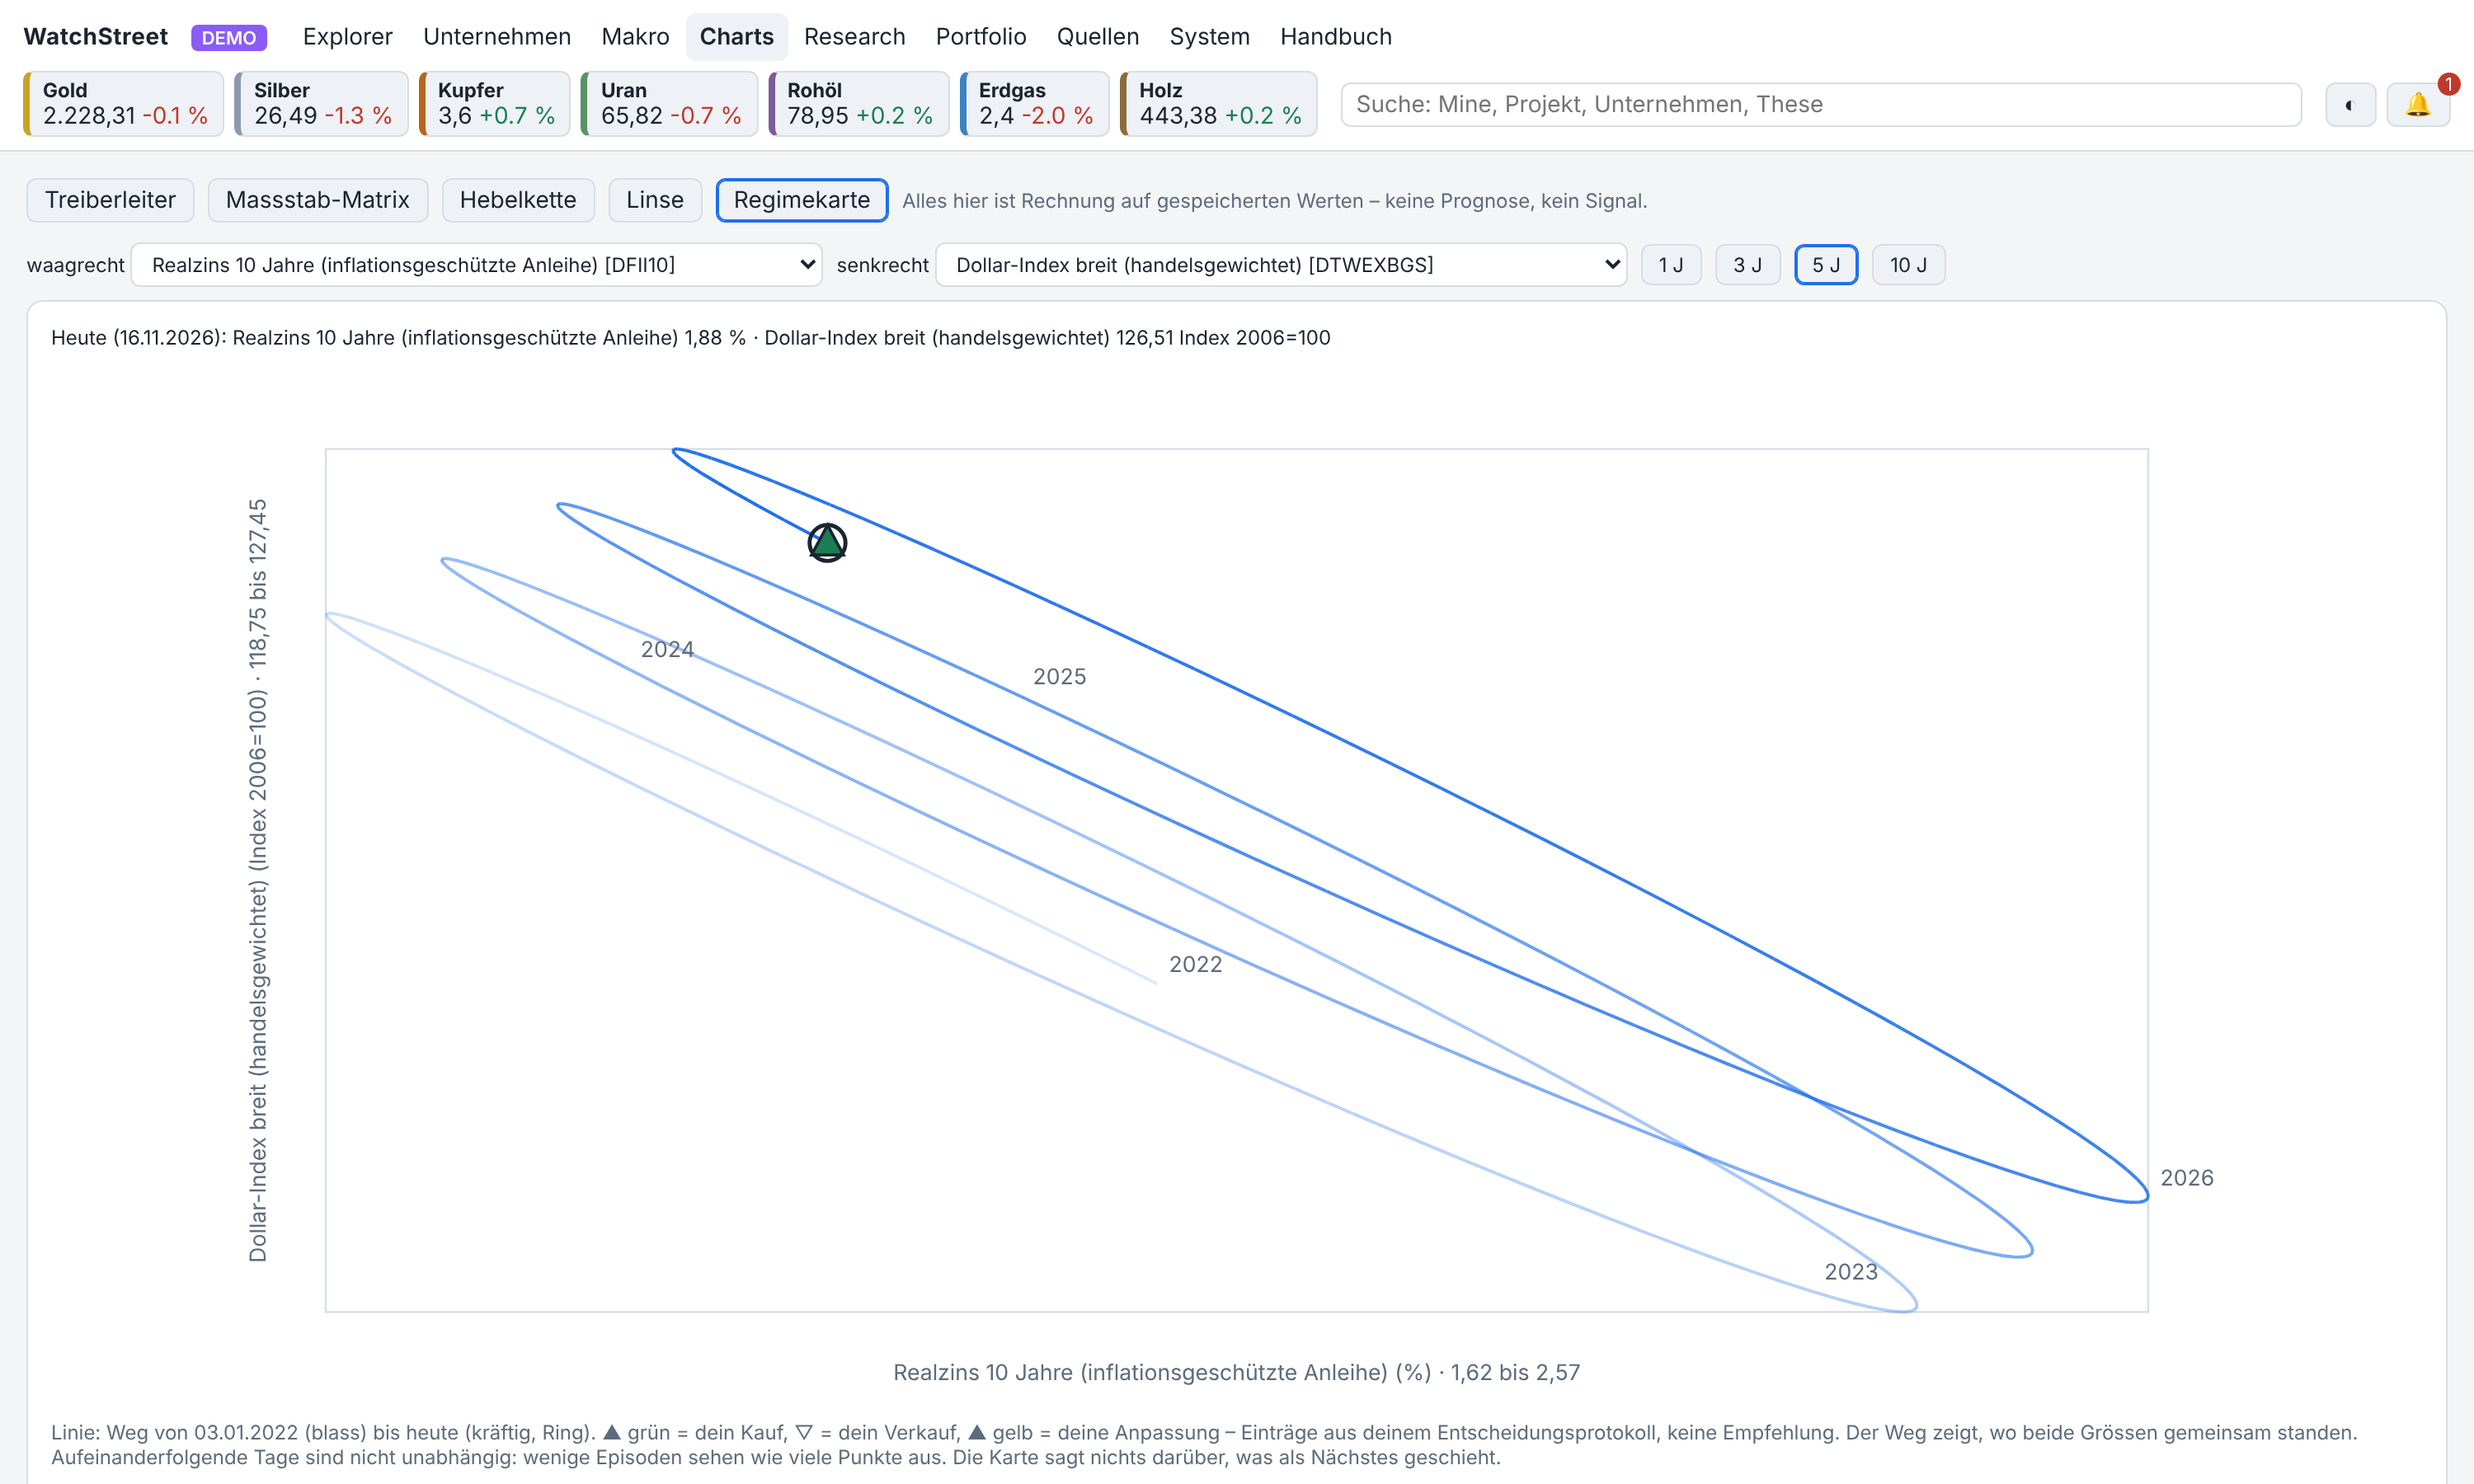 WatchStreet DEMO Explorer Unternehmen Makro Charts Research Portfolio Quellen System Handbuch
Gold Silber Kupfer Uran Rohöl Erdgas Holz
2.228,31 -0.1 % 26,49 -1.3 % 3,6 +0.7 % 65,82 -0.7 % 78,95 +0.2 % 2,4 -2.0 % 443,38 +0.2 %
Suche: Mine, Projekt, Unternehmen, These
1
Treiberleiter Massstab-Matrix Hebelkette Linse Regimekarte Alles hier ist Rechnung auf gespeicherten Werten – keine Prognose, kein Signal.
waagrecht Realzins 10 Jahre (inflationsgeschützte Anleihe) [DFII10] senkrecht Dollar-Index breit (handelsgewichtet) [DTWEXBGS] 1 J 3 J 5 J 10 J
Heute (16.11.2026): Realzins 10 Jahre (inflationsgeschützte Anleihe) 1,88 % · Dollar-Index breit (handelsgewichtet) 126,51 Index 2006=100
Dollar-Index breit (handelsgewichtet) (Index 2006=100) · 118,75 bis 127,45
2024
2025
2022
2026
2023
Realzins 10 Jahre (inflationsgeschützte Anleihe) (%) · 1,62 bis 2,57
Linie: Weg von 03.01.2022 (blass) bis heute (kräftig, Ring). ▲ grün = dein Kauf, ▽ = dein Verkauf, ▲ gelb = deine Anpassung – Einträge aus deinem Entscheidungsprotokoll, keine Empfehlung. Der Weg zeigt, wo beide Grössen gemeinsam standen.
Aufeinanderfolgende Tage sind nicht unabhängig: wenige Episoden sehen wie viele Punkte aus. Die Karte sagt nichts darüber, was als Nächstes geschieht.